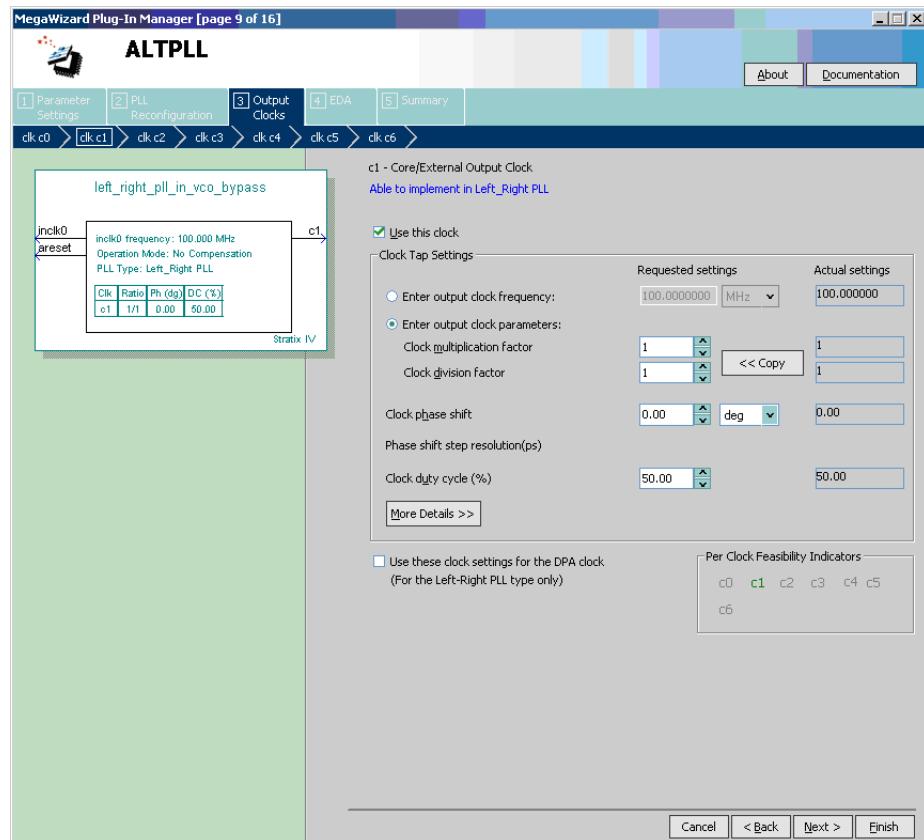 MegaWizard Plug-In Manager [page 9 of 16]
ALTPLL
About Documentation
1 Parameter Settings 2 PLL Reconfiguration 3 Output Clocks 4 EDA 5 Summary
clk c0 clk c1 clk c2 clk c3 clk c4 clk c5 clk c6
left_right_pll_in_vco_bypass
inclk0
areset
c1
inclk0 frequency: 100.000 MHz
Operation Mode: No Compensation
PLL Type: Left_Right PLL
Clk Ratio Ph (dg) DC (%)
c1 1/1 0.00 50.00
Stratix IV
c1 - Core/External Output Clock
Able to implement in Left_Right PLL
Use this clock
Clock Tap Settings
Requested settings Actual settings
Enter output clock frequency: 100.0000000 MHz 100.000000
Enter output clock parameters:
Clock multiplication factor 1 1
<< Copy
Clock division factor 1 1
Clock phase shift 0.00 deg 0.00
Phase shift step resolution(ps)
Clock duty cycle (%) 50.00 50.00
More Details >>
Use these clock settings for the DPA clock
(For the Left-Right PLL type only)
Per Clock Feasibility Indicators
c0 c1 c2 c3 c4 c5
c6
Cancel < Back Next > Finish